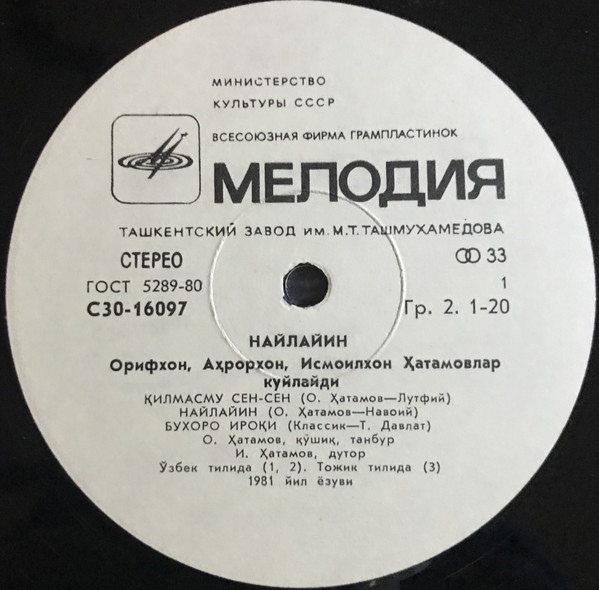 МИНИСТЕРСТВО
КУЛЬТУРЫ СССР
ВСЕСОЮЗНАЯ ФИРМА ГРАМПЛАСТИНОК
МЕЛОДИЯ
ТАШКЕНТСКИЙ ЗАВОД ИМ. М.Т. ТАШМУХАМЕДОВА
СТЕРЕО 33
ГОСТ 5289-80 1
С30-16097 Гр. 2. 1-20
НАЙЛАЙИН
Орифхон, Аҳрорхон, Исмоилхон Ҳатамовлар
куйлайди
ҚИЛМАСМУ СЕН-СЕН (О. Ҳатамов—Лутфий)
НАЙЛАЙИН (О. Ҳатамов—Навоий)
БУХОРО ИРОҚИ (Классик—Т. Давлат)
О. Ҳатамов, қўшиқ, танбур
И. Ҳатамов, дутор
Ўзбек тилида (1, 2). Тожик тилида (3)
1981 йил ёзуви